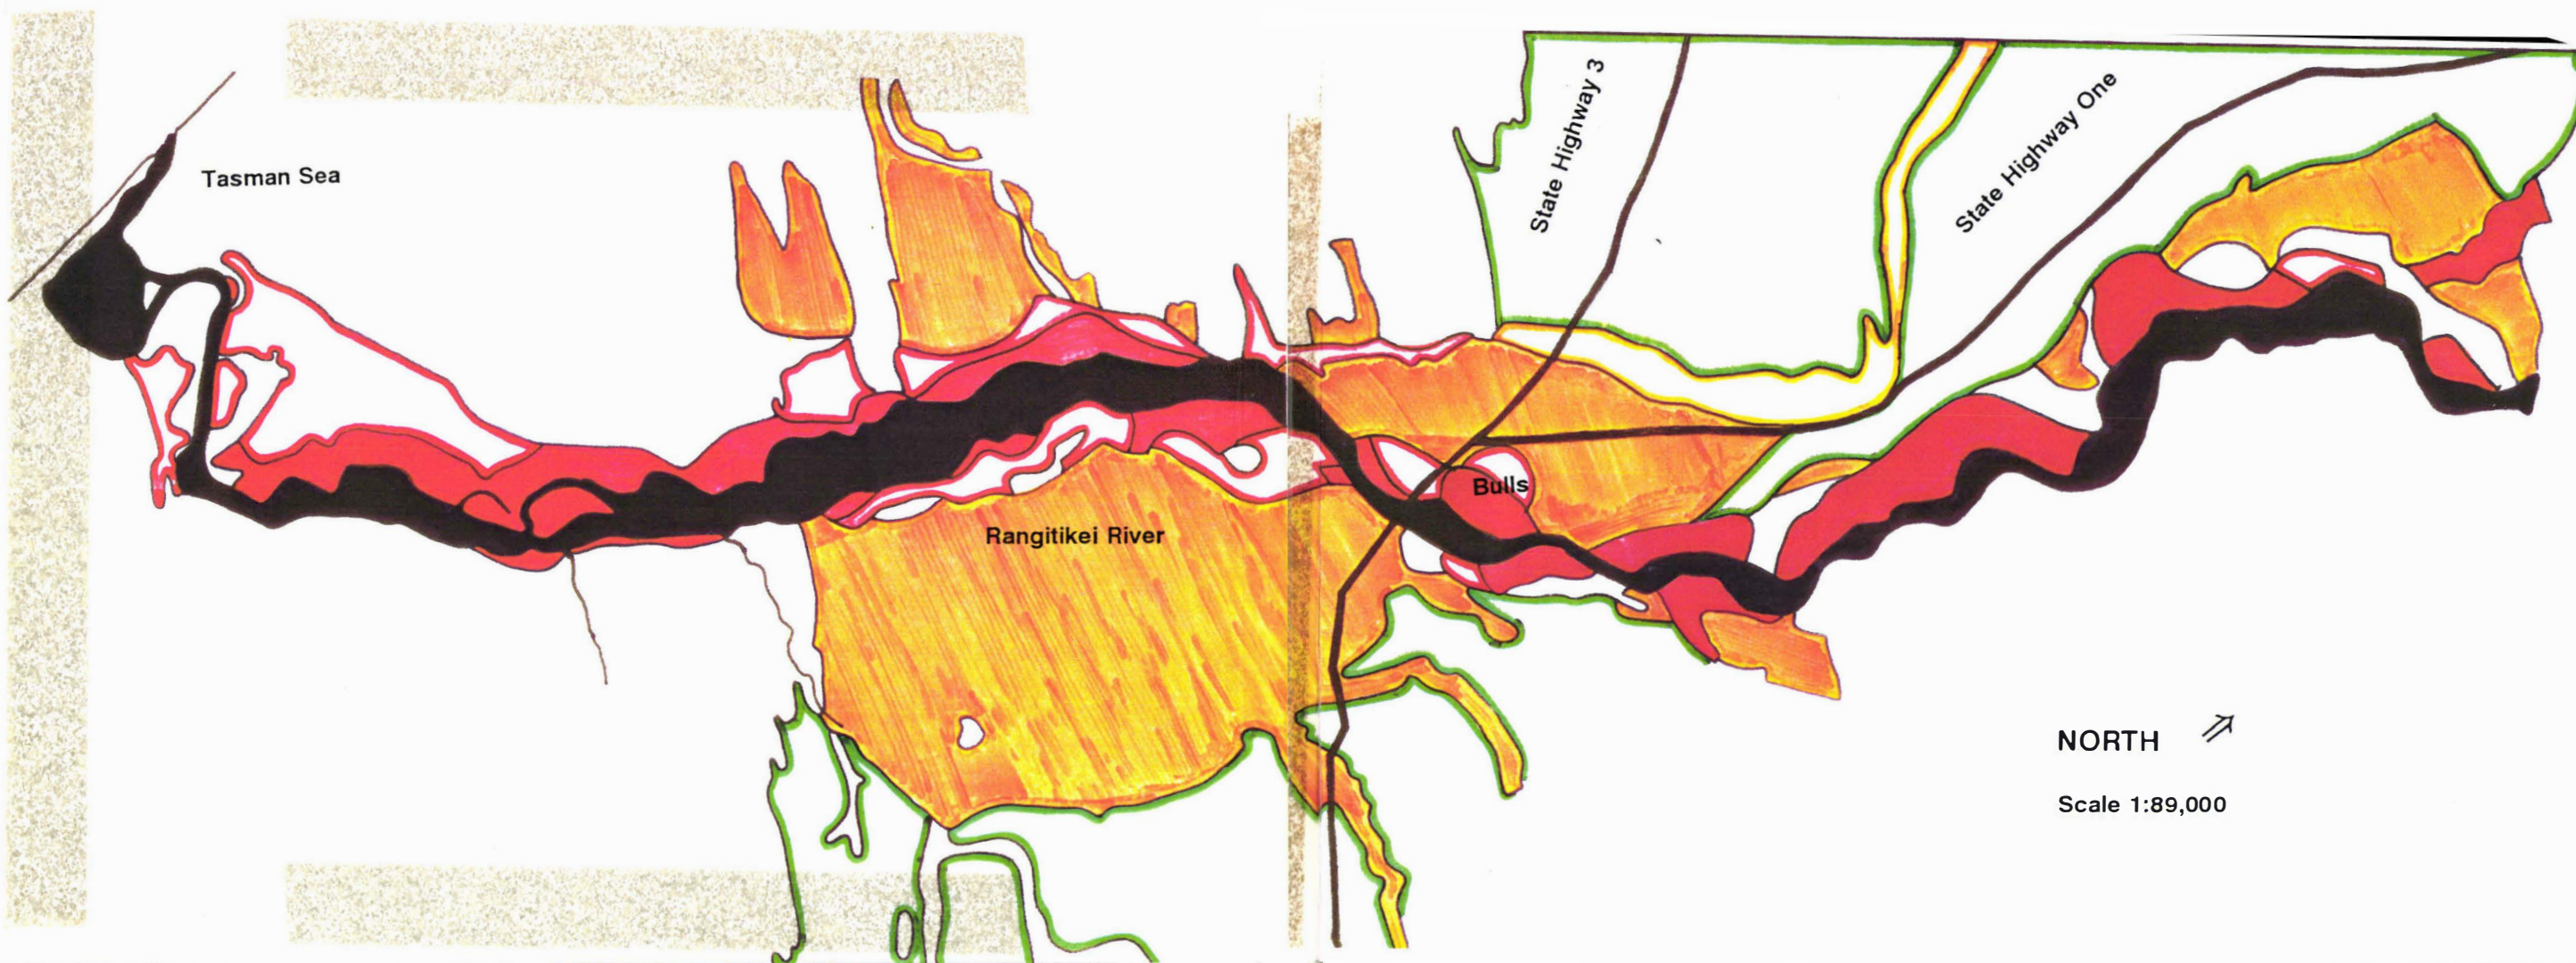 Tasman Sea
State Highway 3
State Highway One
Bulls
Rangitikei River
NORTH
Scale 1:89,000